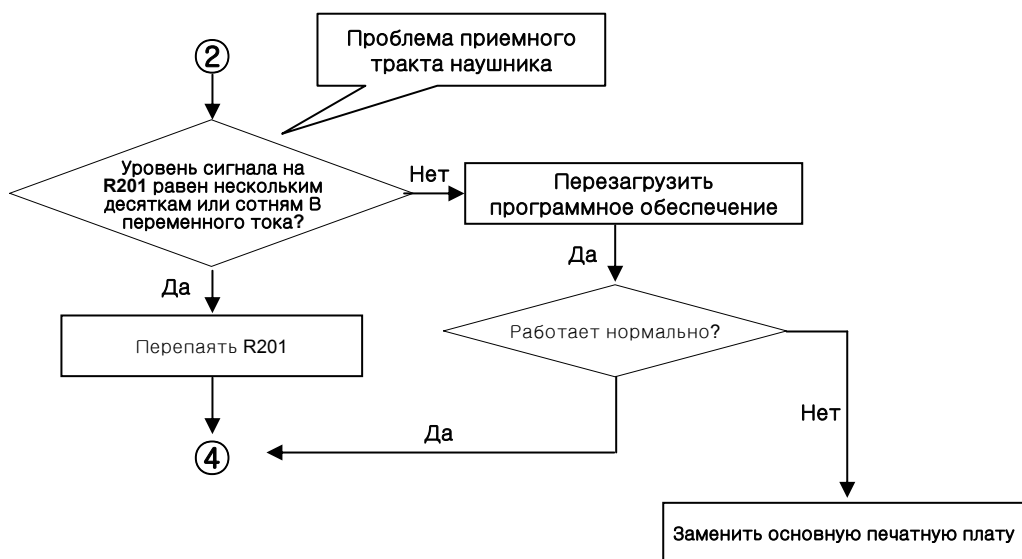 ②
Проблема приемного
тракта наушника
Уровень сигнала на
R201 равен нескольким
десяткам или сотням В
переменного тока?
Нет
Перезагрузить
программное обеспечение
Да
Да
Перепаять R201
Работает нормально?
Нет
Да
④
Заменить основную печатную плату